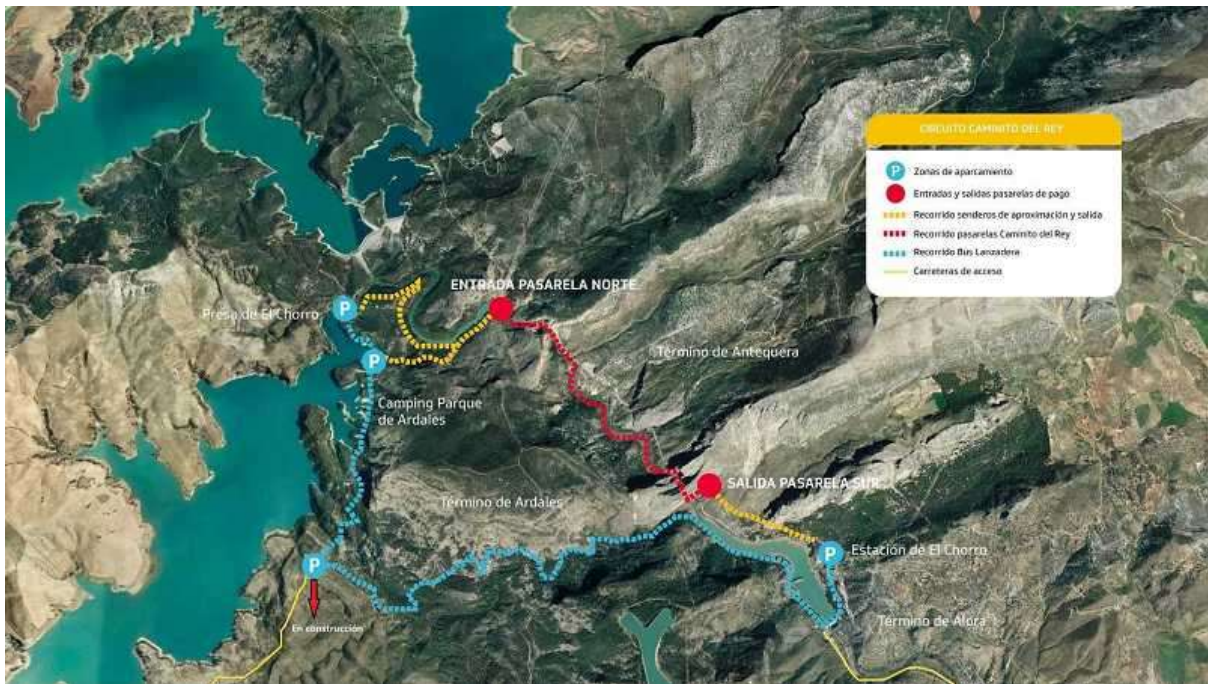 CIRCUITO CAMINITO DEL REY
P Zonas de aparcamiento
Entradas y salidas pasarelas de pago
Recorrido senderos de aproximación y salida
Recorrido pasarelas Caminito del Rey
Recorrido Bus Lanzadera
Carreteras de acceso
ENTRADA PASARELA NORTE
P
Presa de El Chorro
P
Término de Antequera
Camping Parque
de Ardales
SALIDA PASARELA SUR
Término de Ardales
P
Estación de El Chorro
P
En construcción
Término de Álora